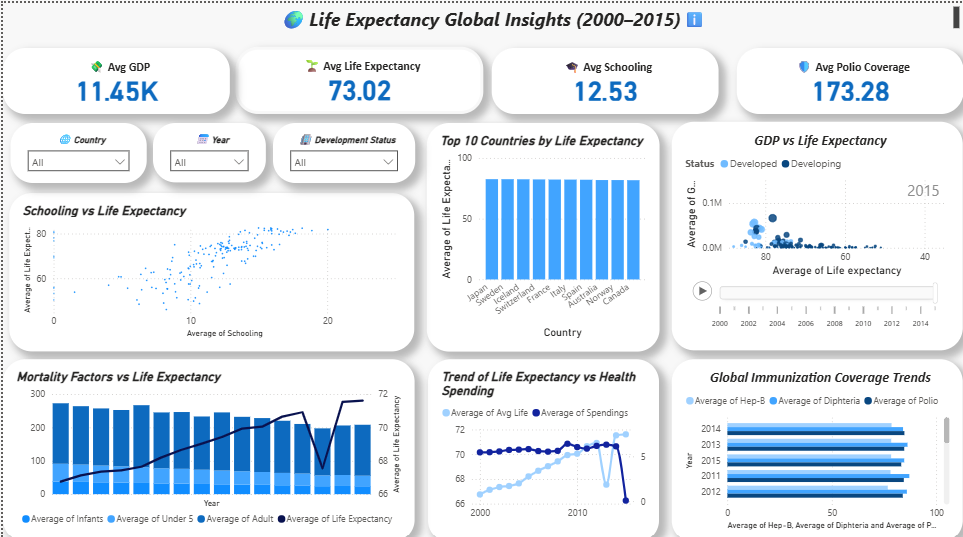 Life Expectancy Global Insights (2000–2015)
Avg GDP
11.45K
Avg Life Expectancy
73.02
Avg Schooling
12.53
Avg Polio Coverage
173.28
Country
All
Year
All
Development Status
All
Schooling vs Life Expectancy
Average of Life Expect...
80
60
0
10
20
Average of Schooling
Top 10 Countries by Life Expectancy
Average of Life Expecta...
100
50
0
Japan
Sweden
Iceland
Switzerland
France
Italy
Spain
Australia
Norway
Canada
Country
GDP vs Life Expectancy
Status Developed Developing
2015
Average of G...
0.1M
0.0M
80
60
40
Average of Life expectancy
2000 2002 2004 2006 2008 2010 2012 2014
Mortality Factors vs Life Expectancy
300
200
100
0
72
70
68
66
Average of Life Expectancy
Year
Average of Infants Average of Under 5 Average of Adult Average of Life Expectancy
Trend of Life Expectancy vs Health
Spending
Average of Avg Life Average of Spendings
72
70
68
66
5
0
2000
2010
Global Immunization Coverage Trends
Average of Hep-B Average of Diphteria Average of Polio
Year
2014
2013
2015
2011
2012
0
50
100
Average of Hep-B, Average of Diphteria and Average of P...